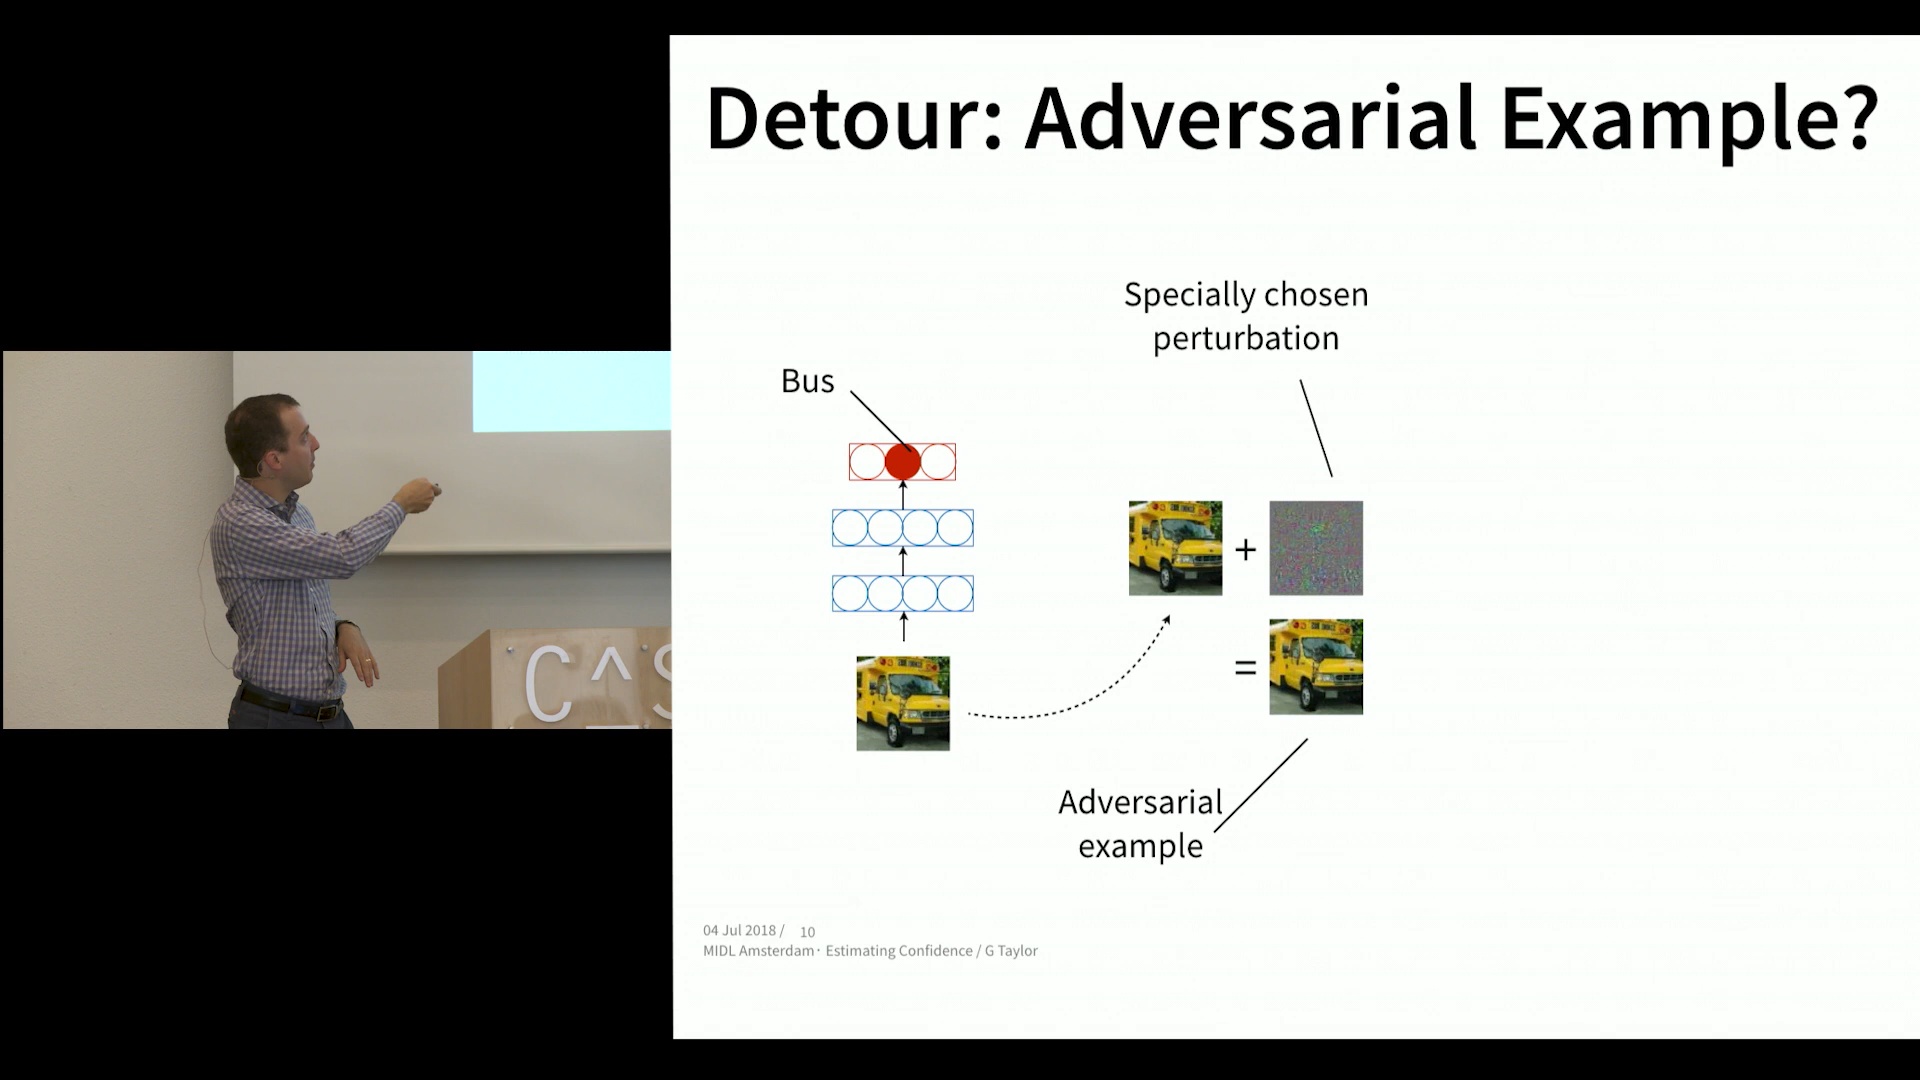 Detour: Adversarial Example?
Specially chosen
perturbation
Bus
+
=
Adversarial
example
04 Jul 2018 / 10
MIDL Amsterdam · Estimating Confidence / G Taylor